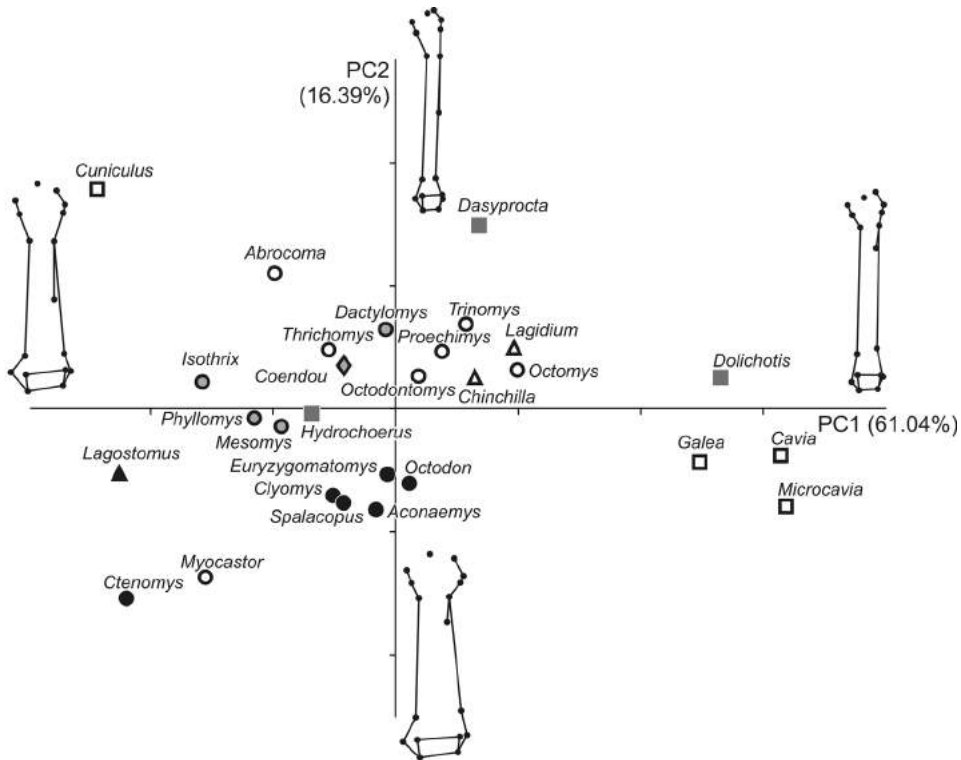 PC2
(16.39%)
Cuniculus
Dasyprocta
Abrocoma
Dactylomys
Trinomys
Thrichomys
Proechimys
Lagidium
Isothrix
Coendou
Octomys
Dolichotis
Octodontomys
Chinchilla
Phyllomys
Hydrochoerus
PC1 (61.04%)
Mesomys
Galea
Cavia
Lagostomus
Euryzygomatomys
Octodon
Clyomys
Microcavia
Spalacopus
Aconaemys
Myocastor
Ctenomys